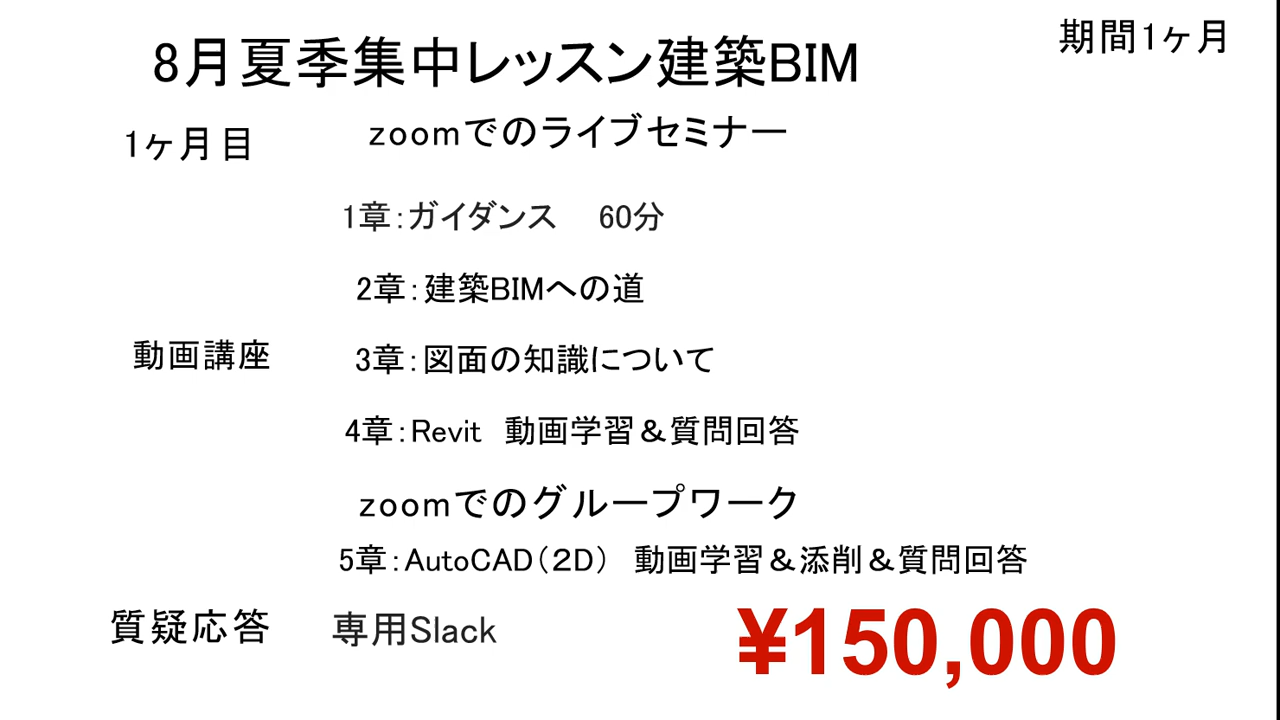 8月夏季集中レッスン建築BIM
期間1ヶ月
1ヶ月目
zoomでのライブセミナー
1章:ガイダンス 60分
2章:建築BIMへの道
動画講座
3章:図面の知識について
4章:Revit 動画学習&質問回答
zoomでのグループワーク
5章:AutoCAD(2D) 動画学習&添削&質問回答
質疑応答
専用Slack
¥150,000